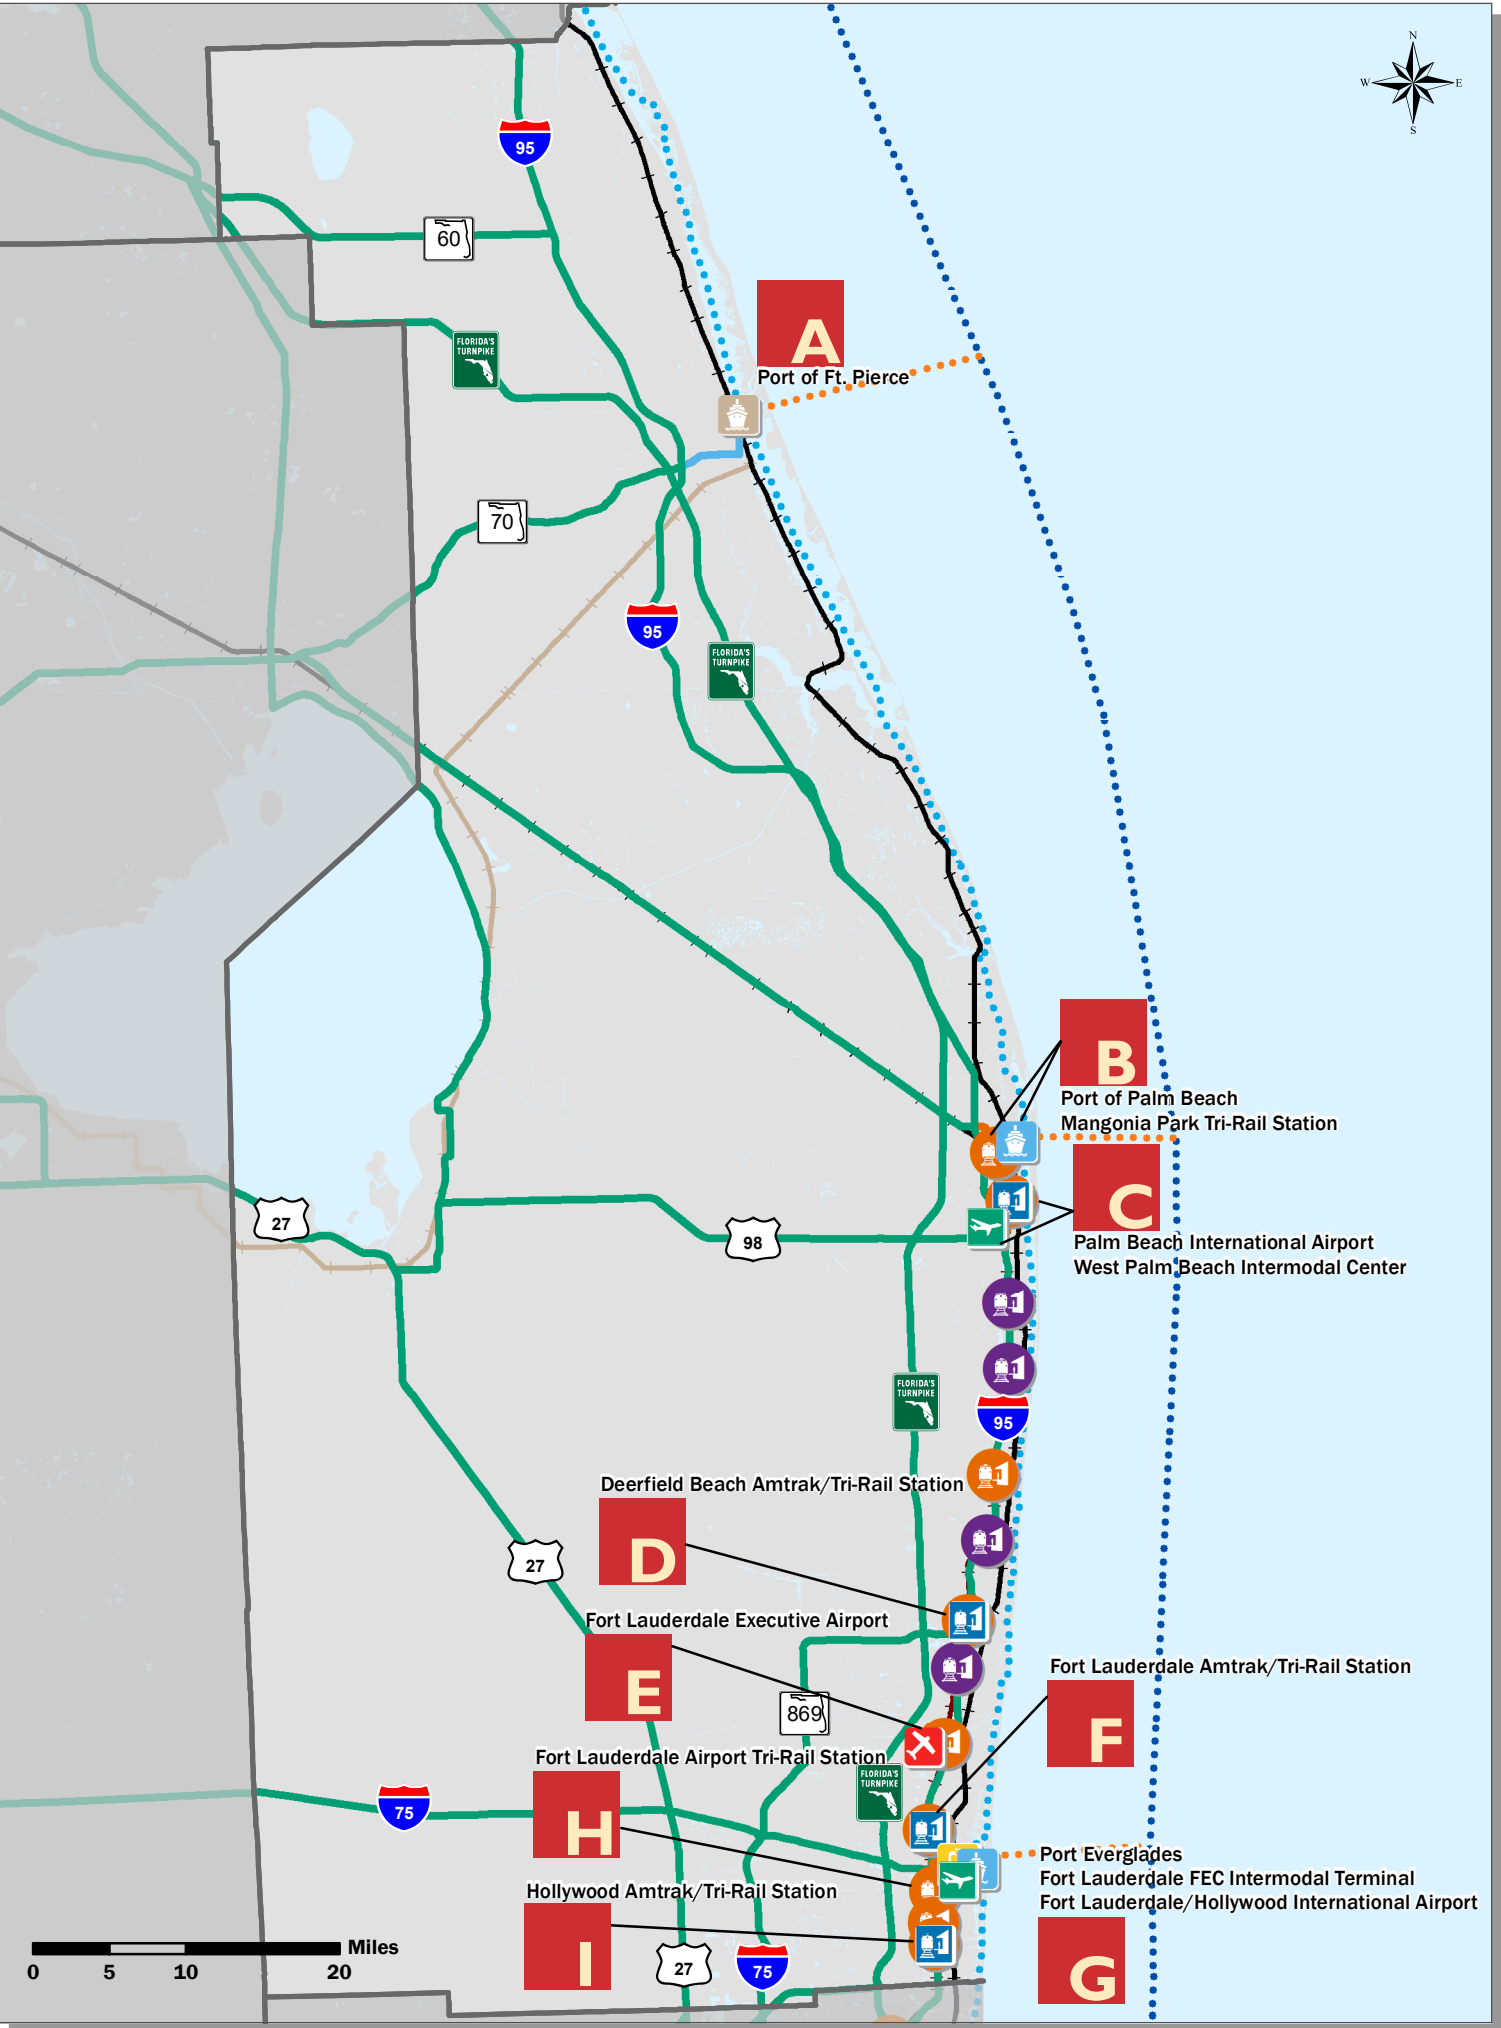 N
W E
S
95
60
FLORIDA'S
TURNPIKE
A
Port of Ft. Pierce
70
95
FLORIDA'S
TURNPIKE
B
Port of Palm Beach
Mangonia Park Tri-Rail Station
C
27
98
Palm Beach International Airport
West Palm Beach Intermodal Center
FLORIDA'S
TURNPIKE
95
Deerfield Beach Amtrak/Tri-Rail Station
D
27
Fort Lauderdale Executive Airport
E
Fort Lauderdale Amtrak/Tri-Rail Station
F
869
Fort Lauderdale Airport Tri-Rail Station
FLORIDA'S
TURNPIKE
75
H
Port Everglades
Fort Lauderdale FEC Intermodal Terminal
Fort Lauderdale/Hollywood International Airport
Hollywood Amtrak/Tri-Rail Station
I
G
27
75
Miles
0 5 10 20